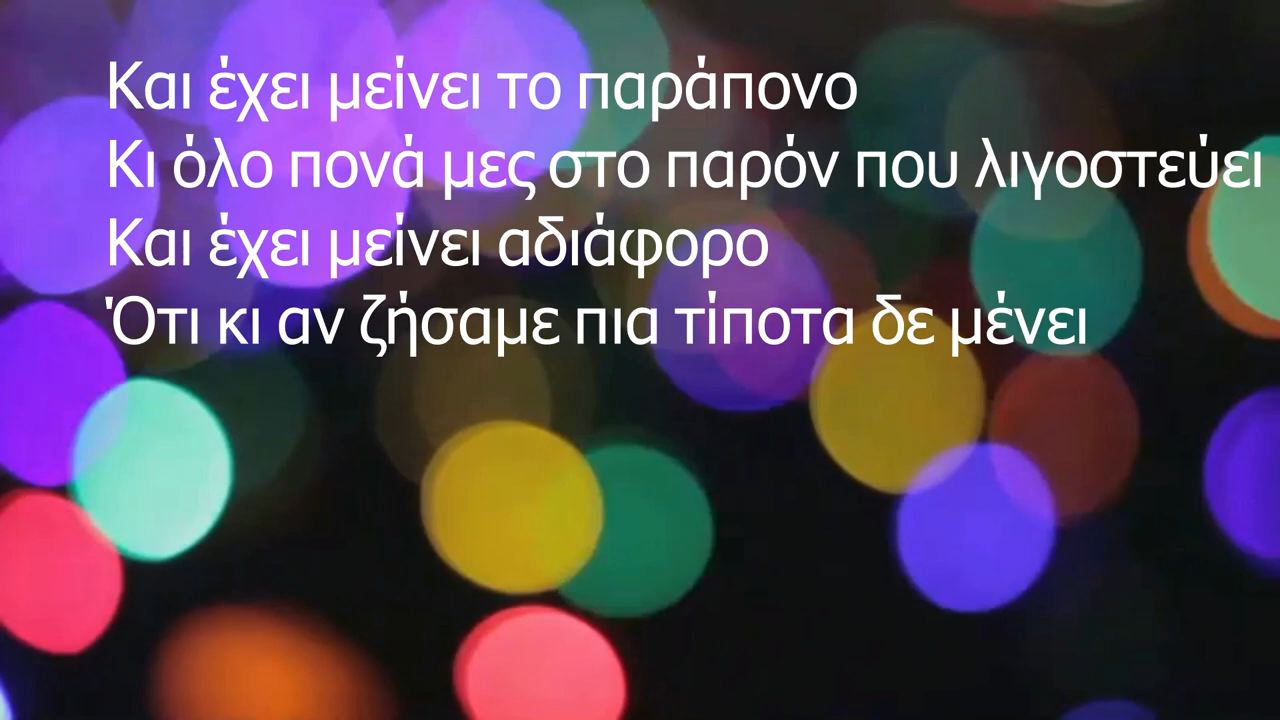 Και έχει μείνει το παράπονο
Κι όλο πονά μες στο παρόν που λιγοστεύει
Και έχει μείνει αδιάφορο
Ότι κι αν ζήσαμε πια τίποτα δε μένει